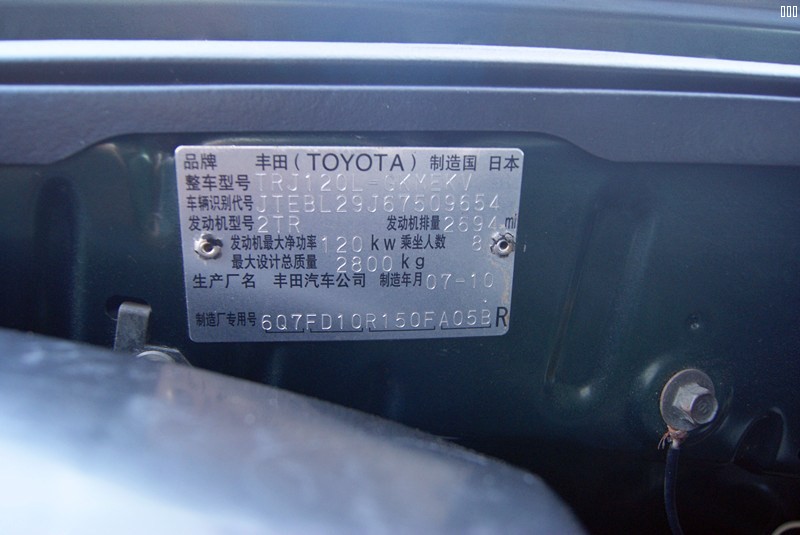 品牌 丰田(TOYOTA) 制造国 日本
整车型号 TRJ120L-GKMEKV
车辆识别代号 JTEBL29J67509554
发动机型号 2TR 发动机排量 2694 ml
发动机最大净功率 120 kw 乘坐人数 8
最大设计总质量 2800 kg
生产厂名 丰田汽车公司 制造年月 07-10
制造厂专用号 6Q7FD10R150FA05B R